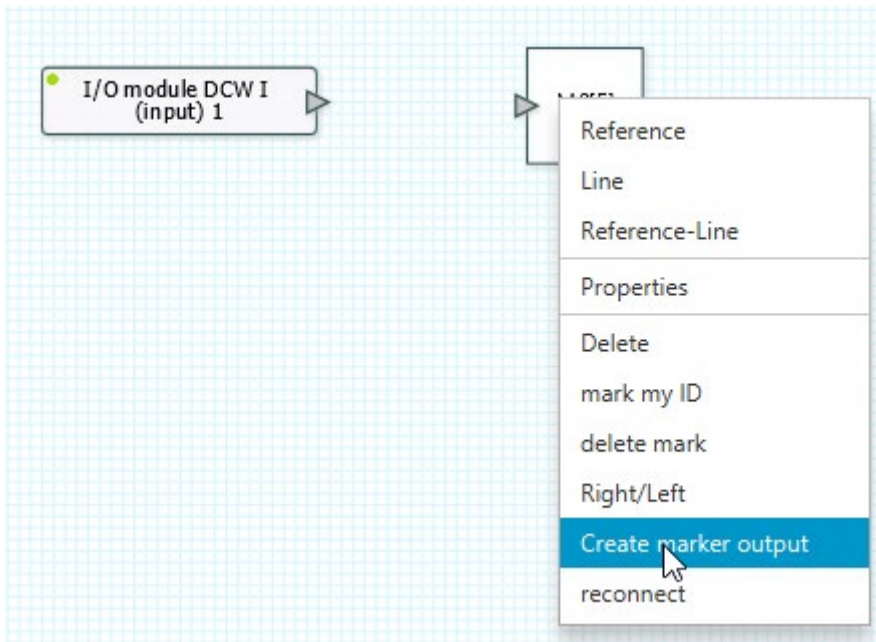 I/O module DCW I
(input) 1
Reference
Line
Reference-Line
Properties
Delete
mark my ID
delete mark
Right/Left
Create marker output
reconnect